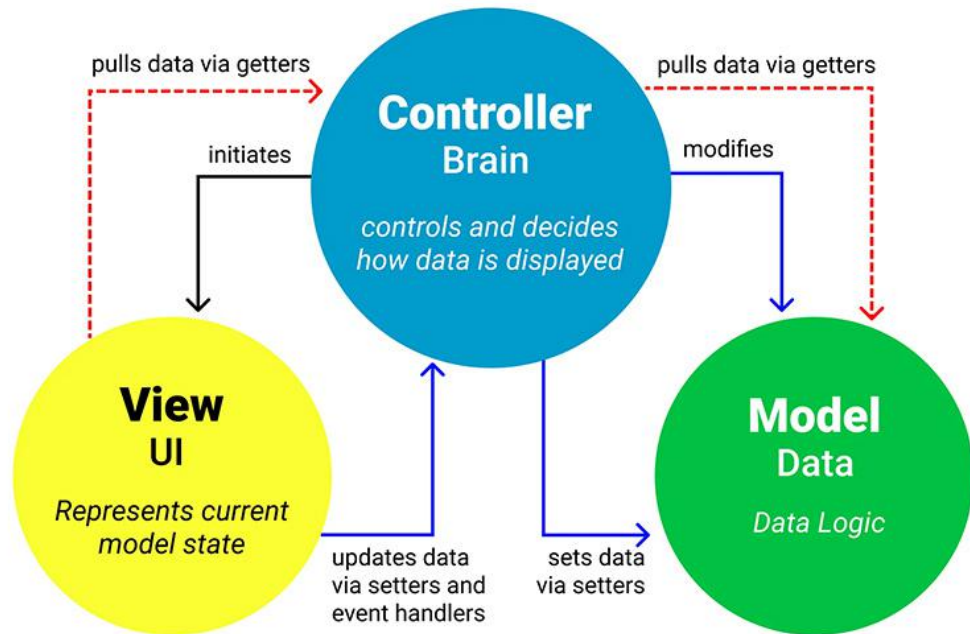 pulls data via getters
pulls data via getters
Controller
Brain
controls and decides
how data is displayed
initiates
modifies
View
UI
Represents current
model state
Model
Data
Data Logic
updates data
via setters and
event handlers
sets data
via setters